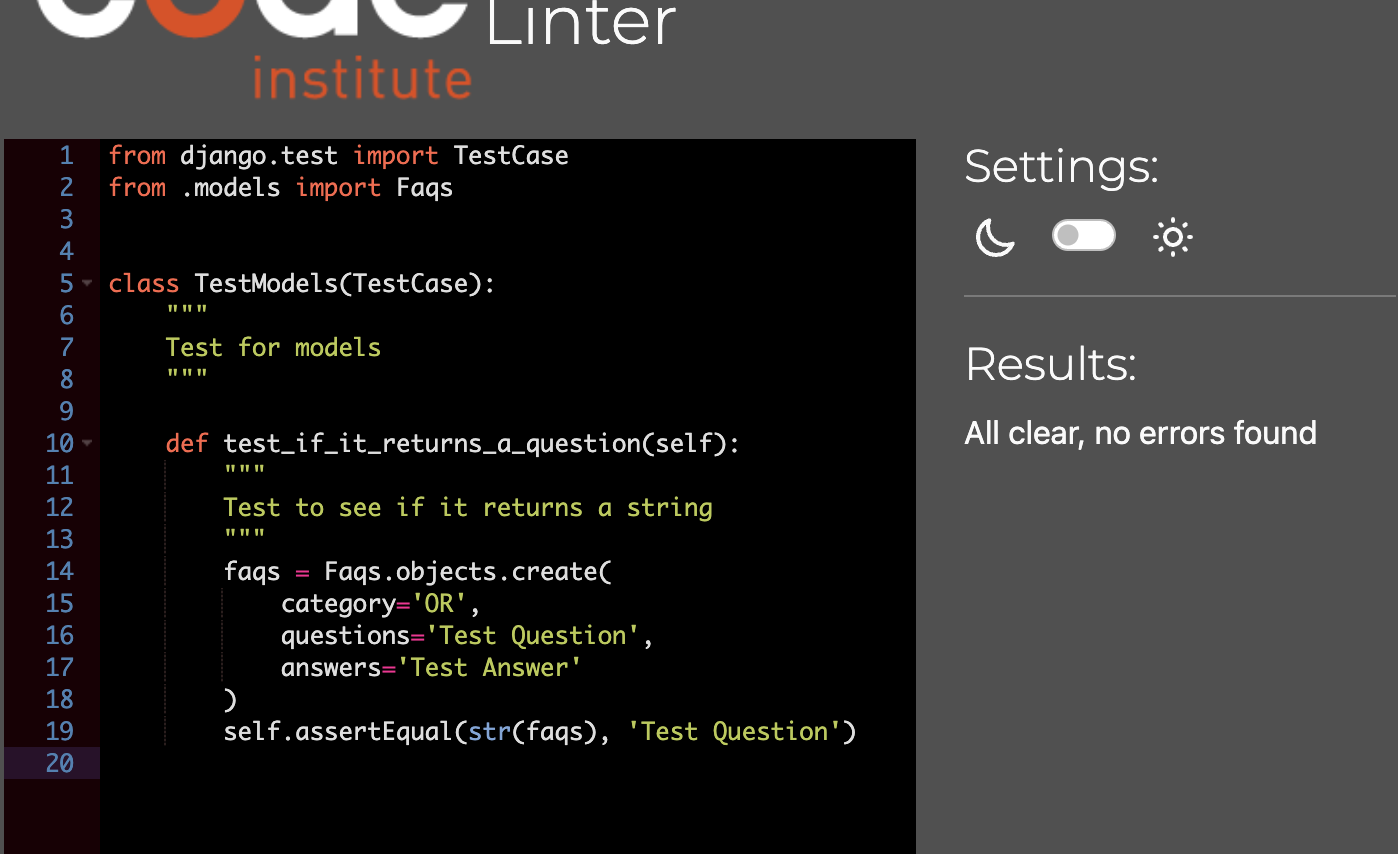 code Linter
institute
1 from django.test import TestCase
2 from .models import Faqs
3
4
5 class TestModels(TestCase):
6     """
7     Test for models
8     """
9
10     def test_if_it_returns_a_question(self):
11         """
12         Test to see if it returns a string
13         """
14         faqs = Faqs.objects.create(
15             category='OR',
16             questions='Test Question',
17             answers='Test Answer'
18         )
19         self.assertEqual(str(faqs), 'Test Question')
20
Settings:
Results:
All clear, no errors found